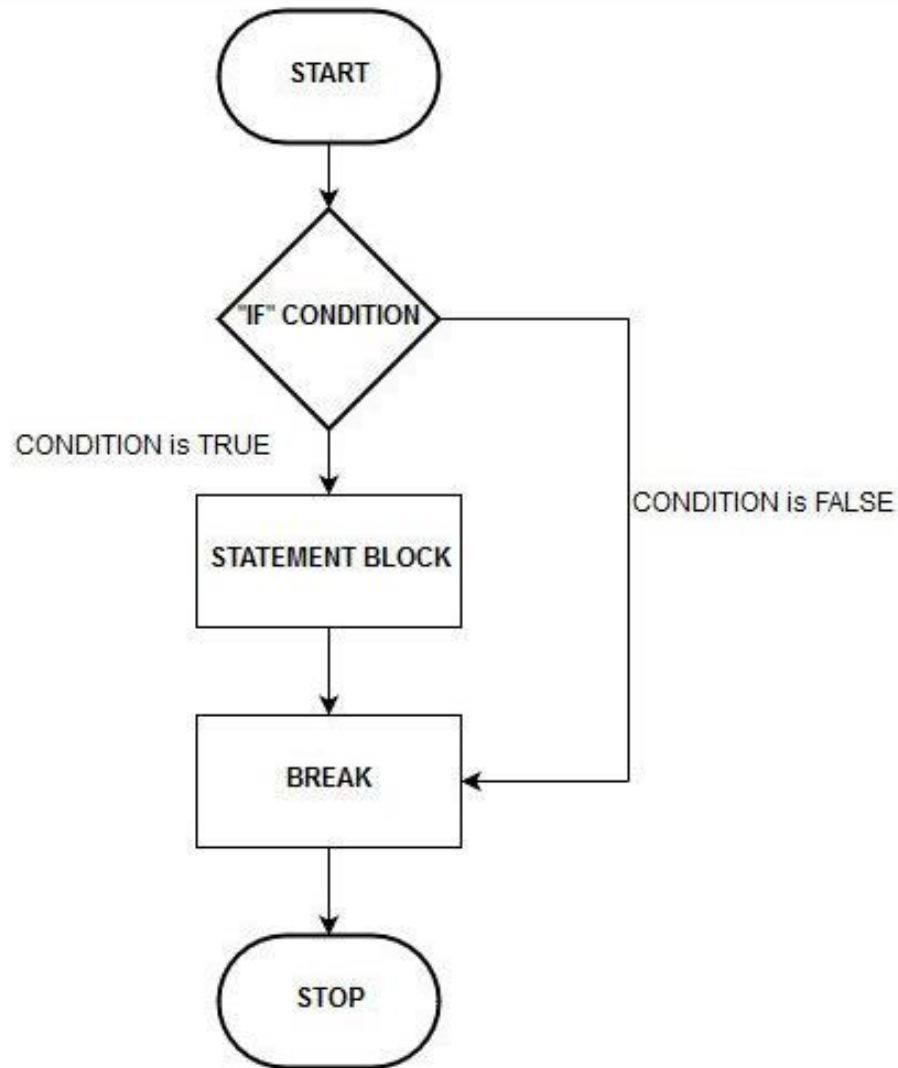 START
"IF" CONDITION
CONDITION is TRUE
CONDITION is FALSE
STATEMENT BLOCK
BREAK
STOP